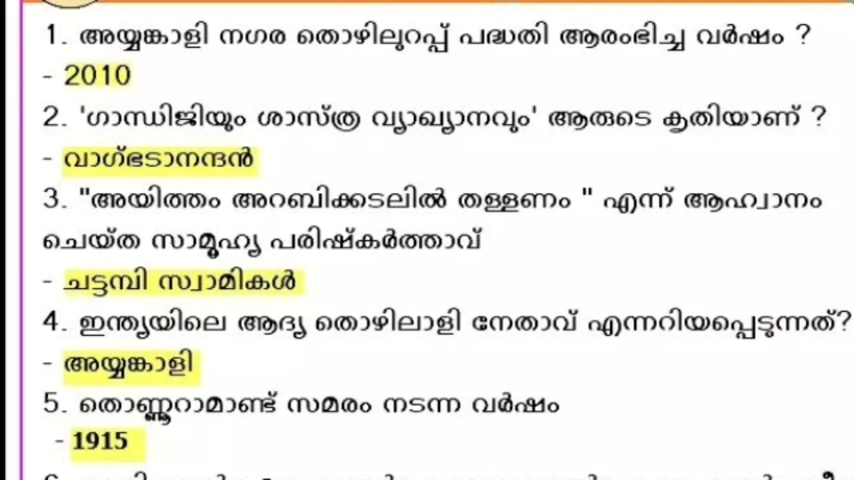 1. അയ്യങ്കാളി നഗര തൊഴിലുറപ്പ് പദ്ധതി ആരംഭിച്ച വർഷം ?
- 2010
2. 'ഗാന്ധിജിയും ശാസ്ത്ര വ്യാഖ്യാനവും' ആരുടെ കൃതിയാണ് ?
- വാഗ്ഭടാനന്ദൻ
3. "അയിത്തം അറബിക്കടലിൽ തള്ളണം " എന്ന് ആഹ്വാനം
ചെയ്ത സാമൂഹ്യ പരിഷ്കർത്താവ്
- ചട്ടമ്പി സ്വാമികൾ
4. ഇന്ത്യയിലെ ആദ്യ തൊഴിലാളി നേതാവ് എന്നറിയപ്പെടുന്നത്?
- അയ്യങ്കാളി
5. തൊണ്ണൂറാമാണ്ട് സമരം നടന്ന വർഷം
- 1915